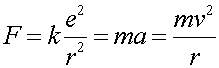 F = k e²/r² = ma = mv²/r